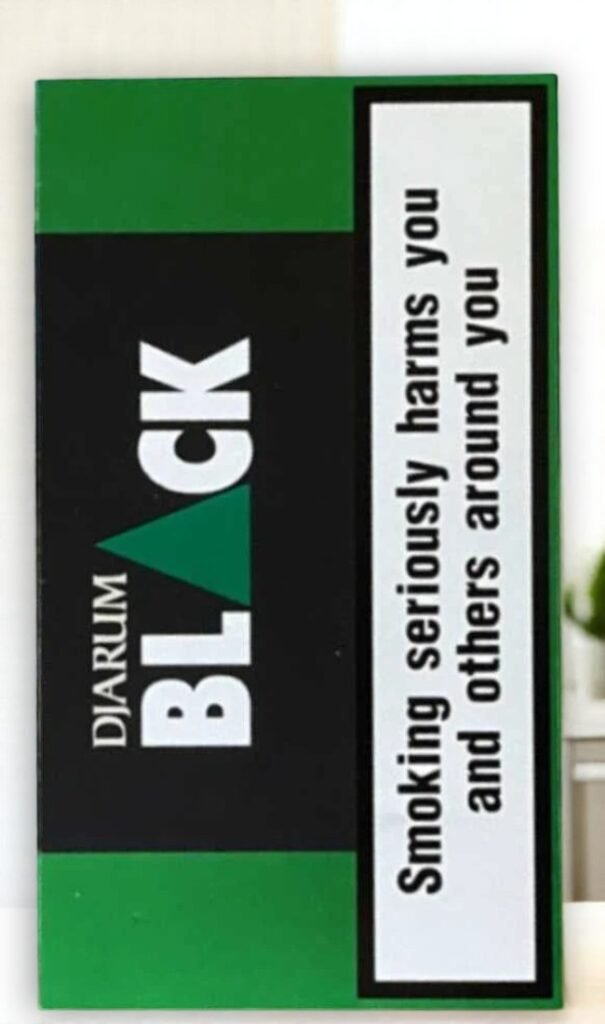 DJARUM
BLACK
Smoking seriously harms you
and others around you